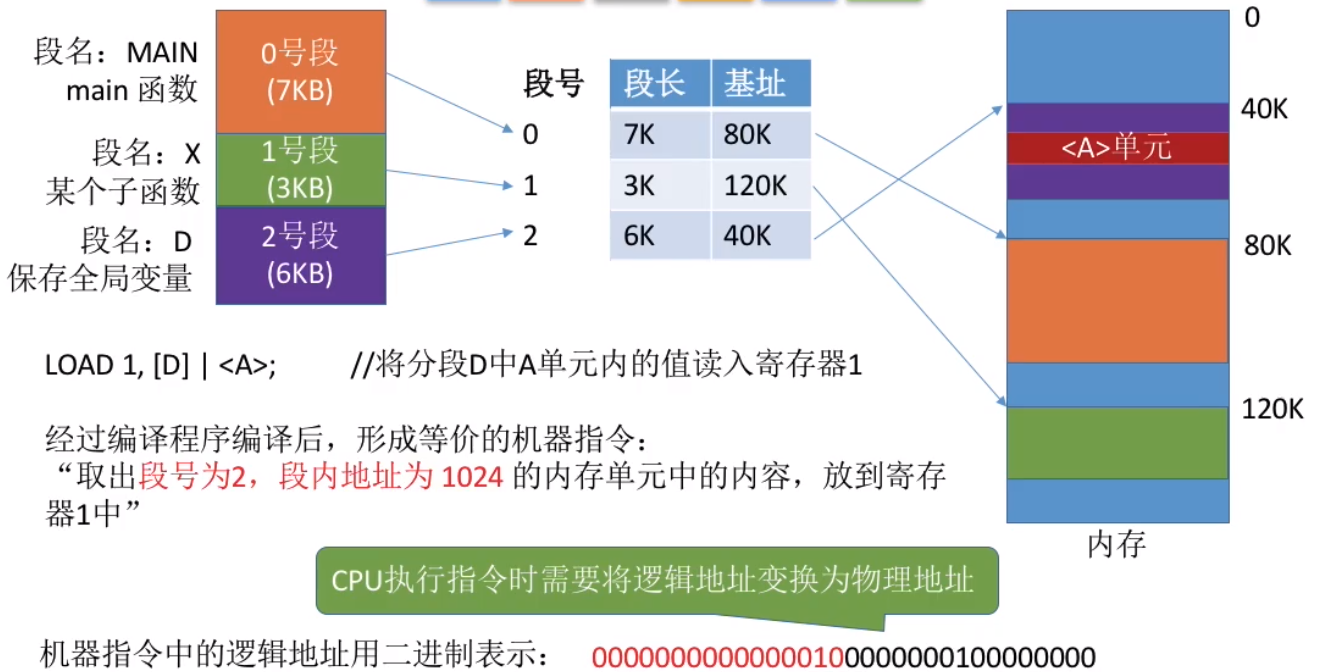 段名：MAIN
main 函数
0号段
(7KB)
段名：X
某个子函数
1号段
(3KB)
段名：D
保存全局变量
2号段
(6KB)
段号 段长 基址
0 7K 80K
1 3K 120K
2 6K 40K
0
40K
<A>单元
80K
120K
内存
LOAD 1, [D] | <A>; //将分段D中A单元内的值读入寄存器1
经过编译程序编译后，形成等价的机器指令：
“取出段号为2，段内地址为 1024 的内存单元中的内容，放到寄存
器1中”
CPU执行指令时需要将逻辑地址变换为物理地址
机器指令中的逻辑地址用二进制表示： 00000000000000100000000100000000